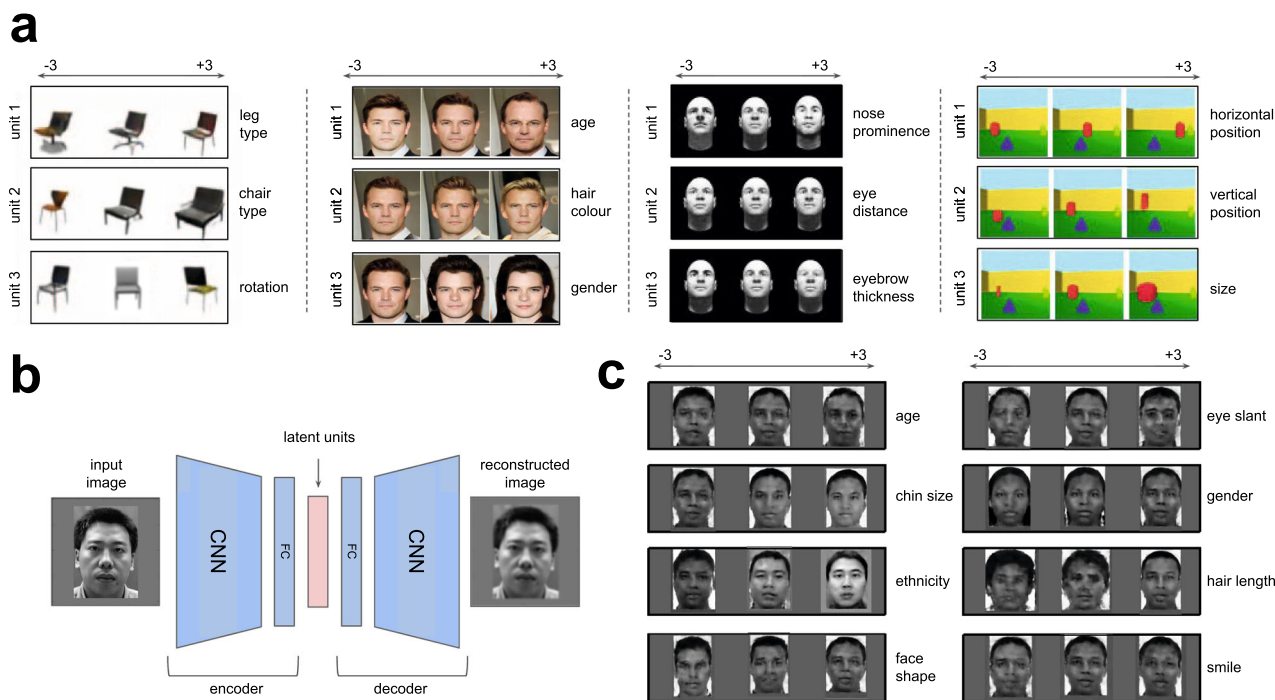 a
-3 +3
unit 1
leg
type
unit 2
chair
type
unit 3
rotation
-3 +3
unit 1
age
unit 2
hair
colour
unit 3
gender
-3 +3
unit 1
nose
prominence
unit 2
eye
distance
unit 3
eyebrow
thickness
-3 +3
unit 1
horizontal
position
unit 2
vertical
position
unit 3
size
b
input
image
CNN
FC
latent units
FC
CNN
reconstructed
image
encoder
decoder
c
-3 +3
age
chin size
ethnicity
face
shape
-3 +3
eye slant
gender
hair length
smile